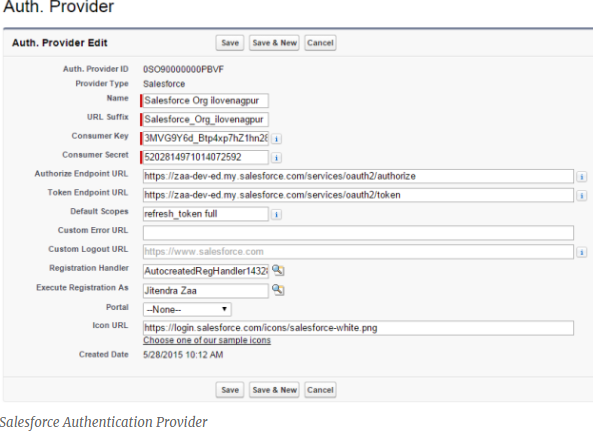 Auth. Provider
Auth. Provider Edit Save Save & New Cancel
Auth. Provider ID 0SO90000000PBVF
Provider Type Salesforce
Name Salesforce Org ilovenagpur
URL Suffix Salesforce_Org_ilovenagpur
Consumer Key 3MVG9Y6d_Btp4xp7hZ1hn28
Consumer Secret 5202814971014072592
Authorize Endpoint URL https://zaa-dev-ed.my.salesforce.com/services/oauth2/authorize
Token Endpoint URL https://zaa-dev-ed.my.salesforce.com/services/oauth2/token
Default Scopes refresh_token full
Custom Error URL
Custom Logout URL https://www.salesforce.com
Registration Handler AutocreatedRegHandler1432
Execute Registration As Jitendra Zaa
Portal --None--
Icon URL https://login.salesforce.com/icons/salesforce-white.png
Choose one of our sample icons
Created Date 5/28/2015 10:12 AM
Save Save & New Cancel
Salesforce Authentication Provider